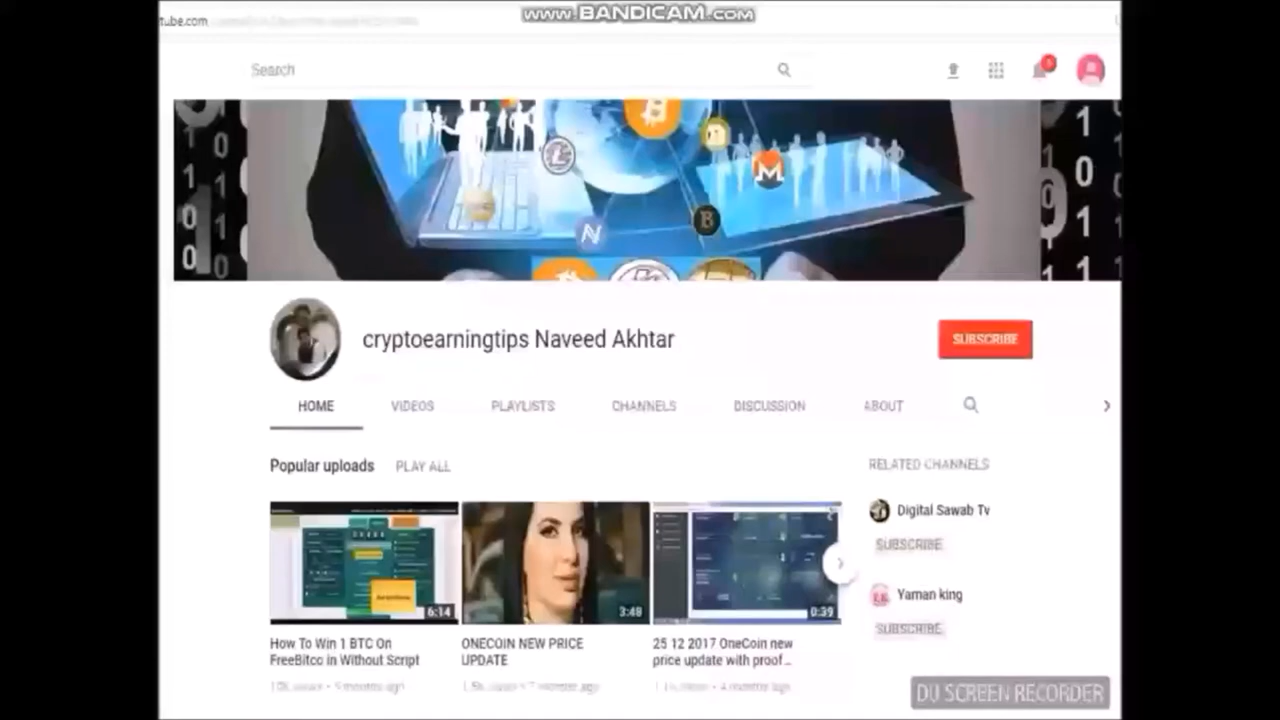 www.BANDICAM.com
tube.com
Search
cryptoearningtips Naveed Akhtar
SUBSCRIBE
HOME VIDEOS PLAYLISTS CHANNELS DISCUSSION ABOUT
Popular uploads PLAY ALL
6:14
3:48
0:39
How To Win 1 BTC On
FreeBitco in Without Script
ONECOIN NEW PRICE
UPDATE
25 12 2017 OneCoin new
price update with proof...
RELATED CHANNELS
Digital Sawab Tv
SUBSCRIBE
Yaman king
SUBSCRIBE
DU SCREEN RECORDER